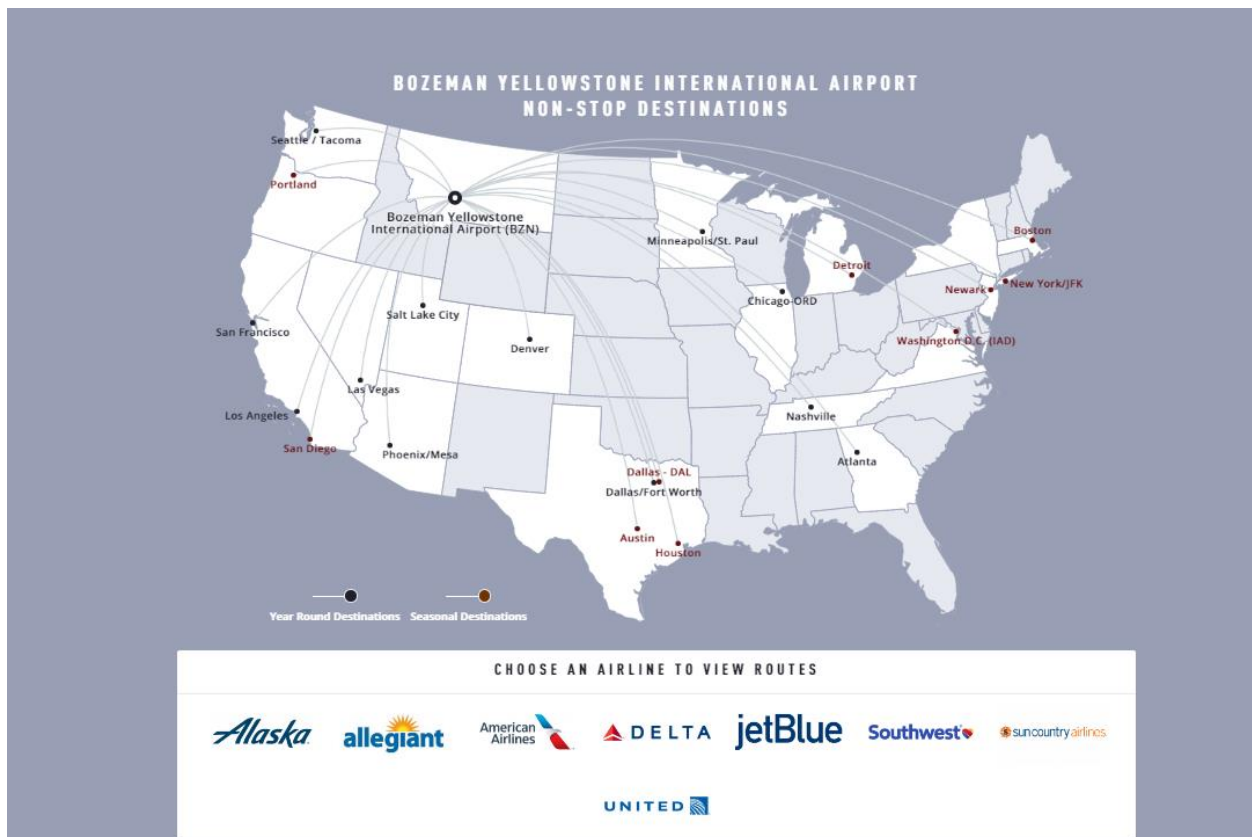 BOZEMAN YELLOWSTONE INTERNATIONAL AIRPORT
NON-STOP DESTINATIONS
Seattle / Tacoma
Portland
Bozeman Yellowstone
International Airport (BZN)
Minneapolis/St. Paul
Boston
Detroit
New York/JFK
Newark
Chicago-ORD
Salt Lake City
San Francisco
Washington D.C. (IAD)
Denver
Las Vegas
Los Angeles
Nashville
San Diego
Phoenix/Mesa
Atlanta
Dallas - DAL
Dallas/Fort Worth
Austin
Houston
Year Round Destinations
Seasonal Destinations
CHOOSE AN AIRLINE TO VIEW ROUTES
Alaska
allegiant
American
Airlines
DELTA
jetBlue
Southwest
sun country airlines
UNITED